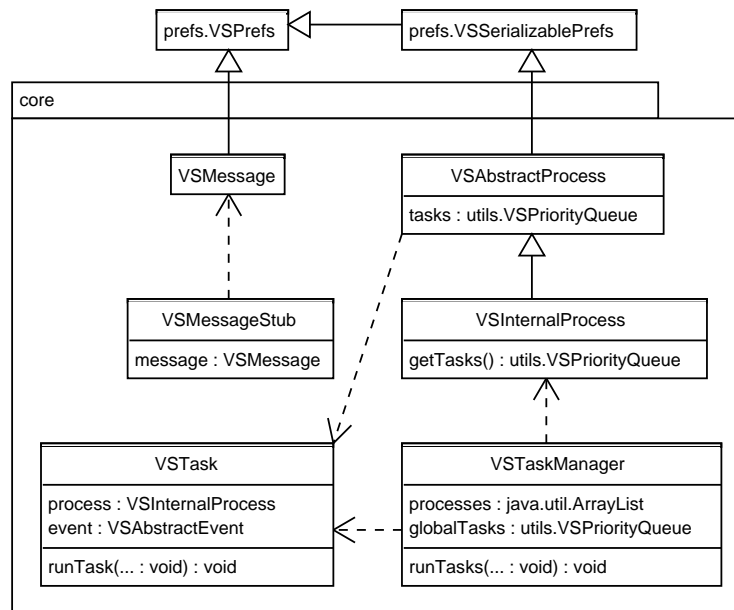 prefs.VSPrefs
prefs.VSSerializablePrefs
core
VSMessage
VSAbstractProcess
tasks : utils.VSPriorityQueue
VSMessageStub
message : VSMessage
VSInternalProcess
getTasks() : utils.VSPriorityQueue
VSTask
process : VSInternalProcess
event : VSAbstractEvent
runTask(... : void) : void
VSTaskManager
processes : java.util.ArrayList
globalTasks : utils.VSPriorityQueue
runTasks(... : void) : void